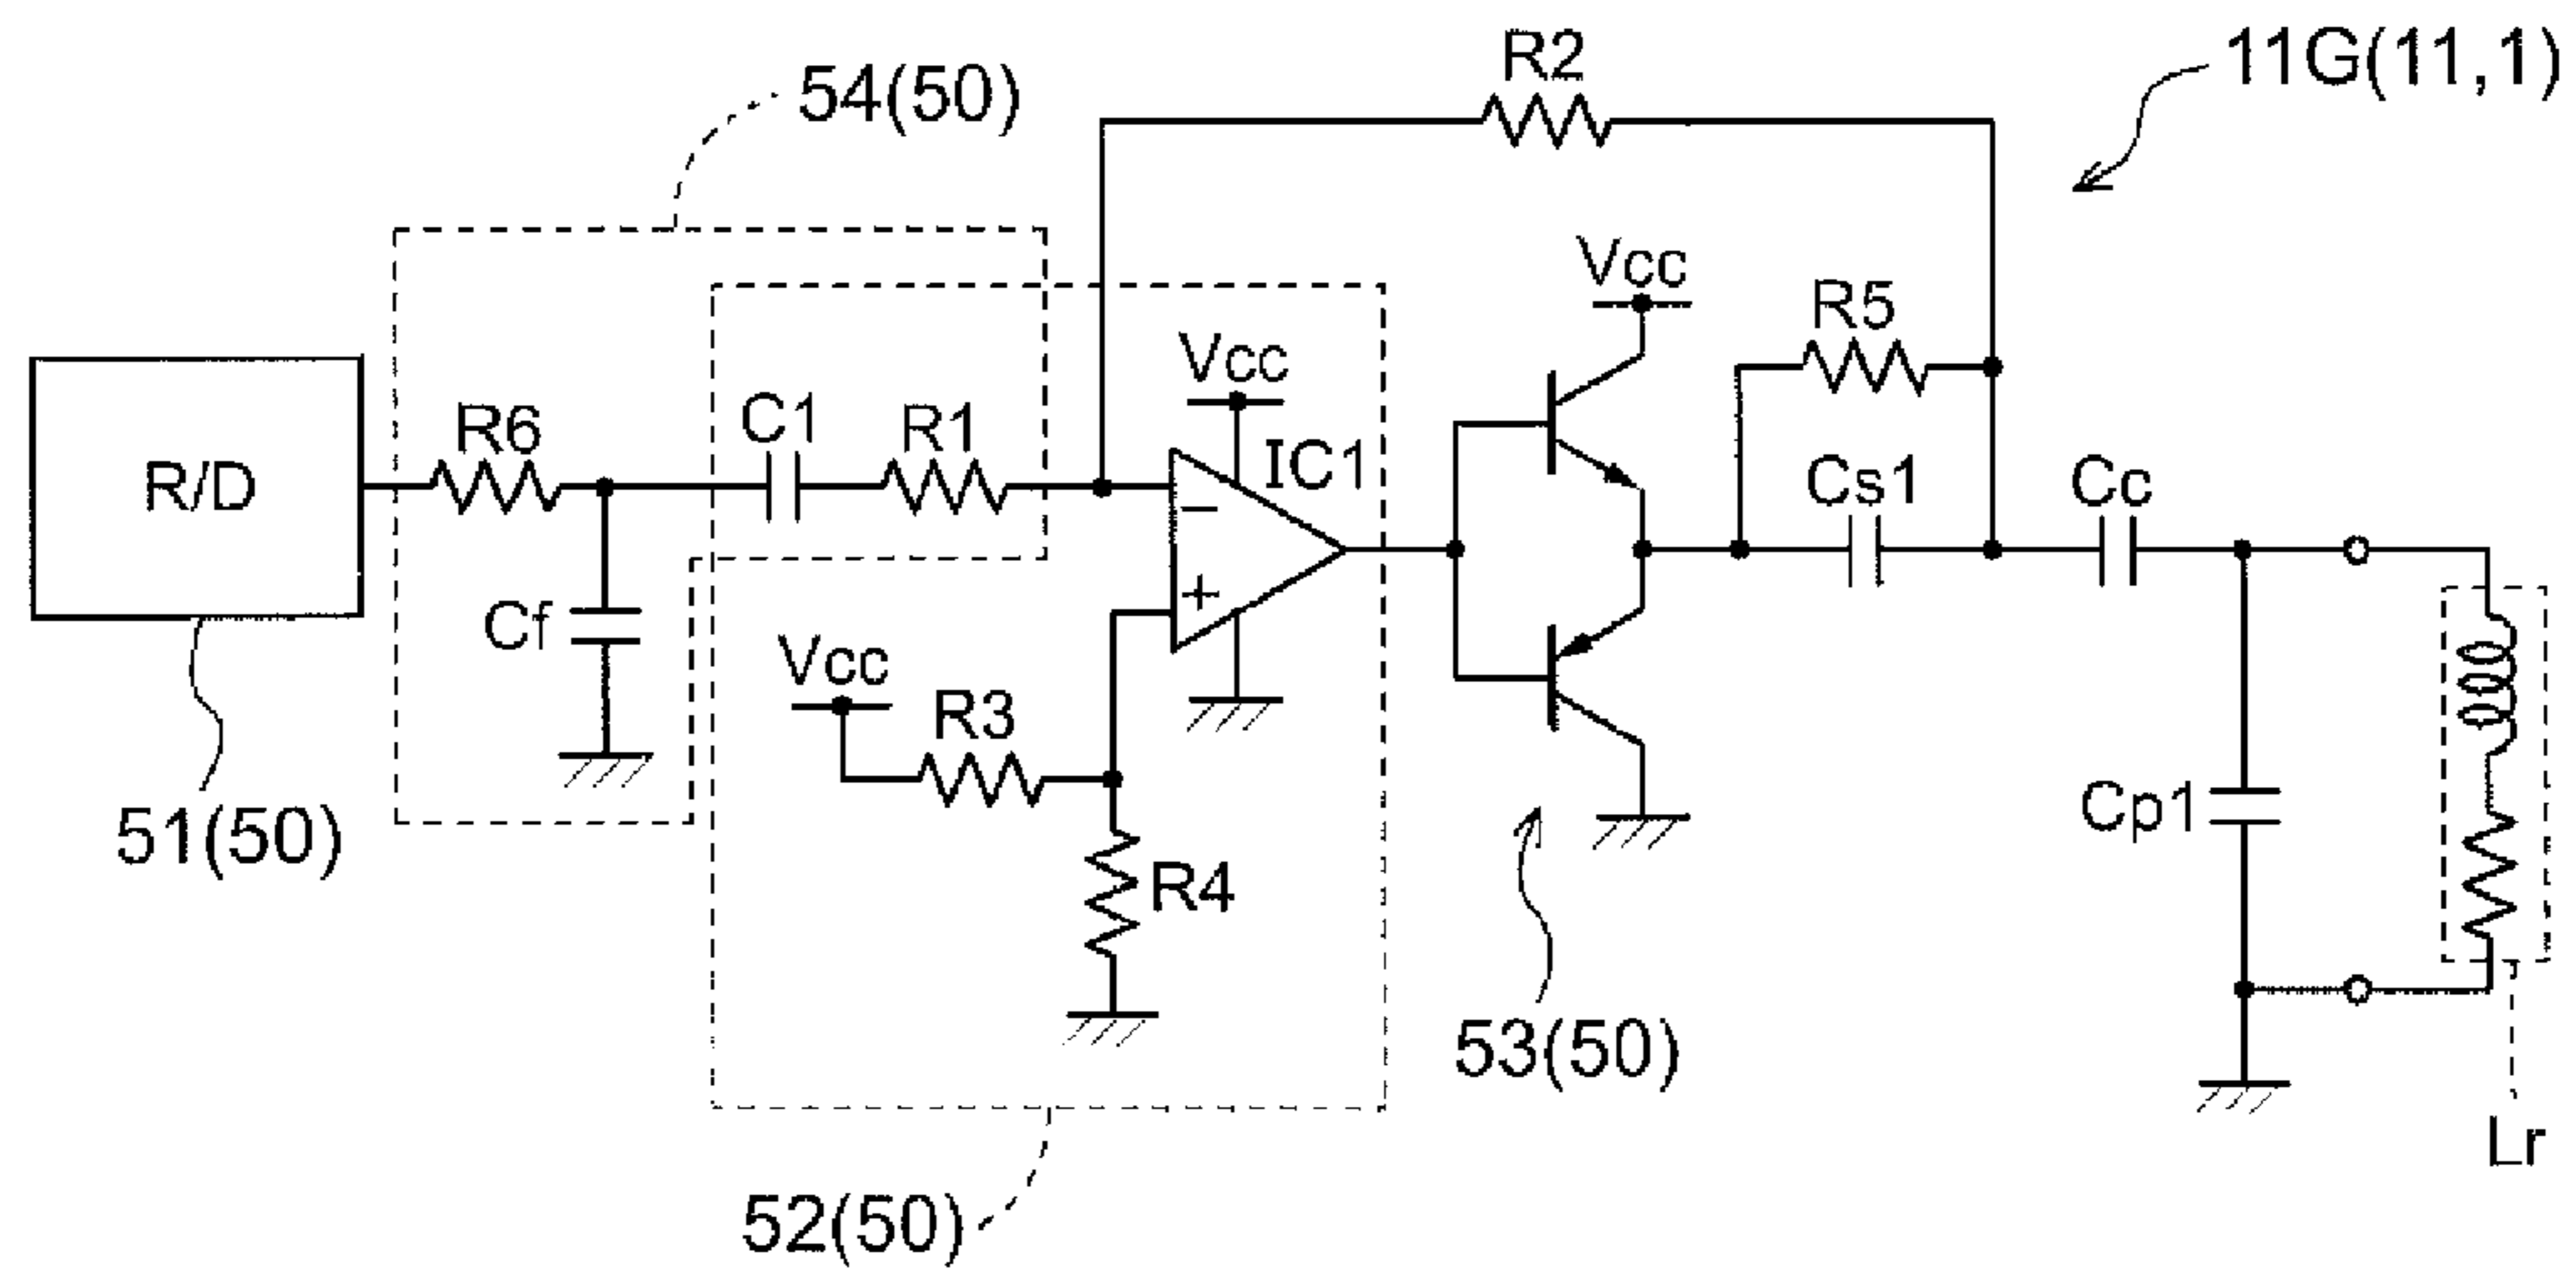 R2
11G(11,1)
54(50)
Vcc
R5
Vcc
C1
R1
IC1
R6
R/D
Cs1
Cc
−
+
Cf
Vcc
R3
Cp1
51(50)
R4
53(50)
Lr
52(50)